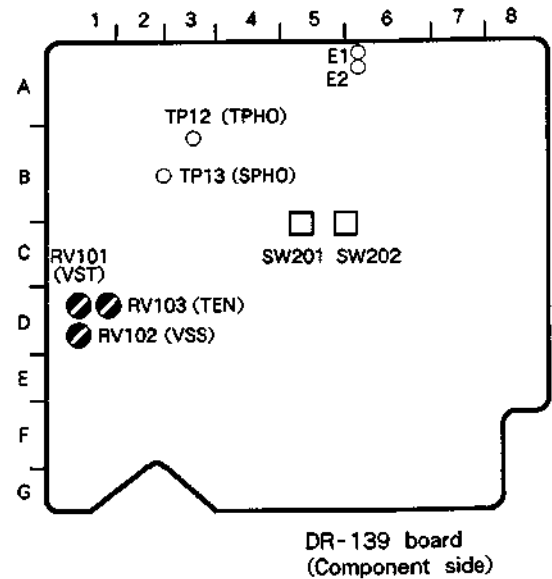 1 2 3 4 5 6 7 8
A
E1
E2
TP12 (TPHO)
B
TP13 (SPHO)
C
SW201 SW202
RV101
(VST)
D
RV103 (TEN)
RV102 (VSS)
E
F
G
DR-139 board
(Component side)